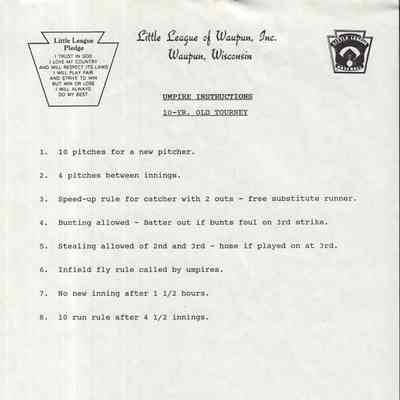 Little League
Pledge
I TRUST IN GOD
I LOVE MY COUNTRY
AND WILL RESPECT ITS LAWS
I WILL PLAY FAIR
AND STRIVE TO WIN
BUT WIN OR LOSE
I WILL ALWAYS
DO MY BEST
Little League of Waupun, Inc.
Waupun, Wisconsin
LITTLE LEAGUE
BASEBALL
UMPIRE INSTRUCTIONS
10-YR. OLD TOURNEY
1. 10 pitches for a new pitcher.
2. 4 pitches between innings.
3. Speed-up rule for catcher with 2 outs - free substitute runner.
4. Bunting allowed - Batter out if bunts foul on 3rd strike.
5. Stealing allowed of 2nd and 3rd - home if played on at 3rd.
6. Infield fly rule called by umpires.
7. No new inning after 1 1/2 hours.
8. 10 run rule after 4 1/2 innings.